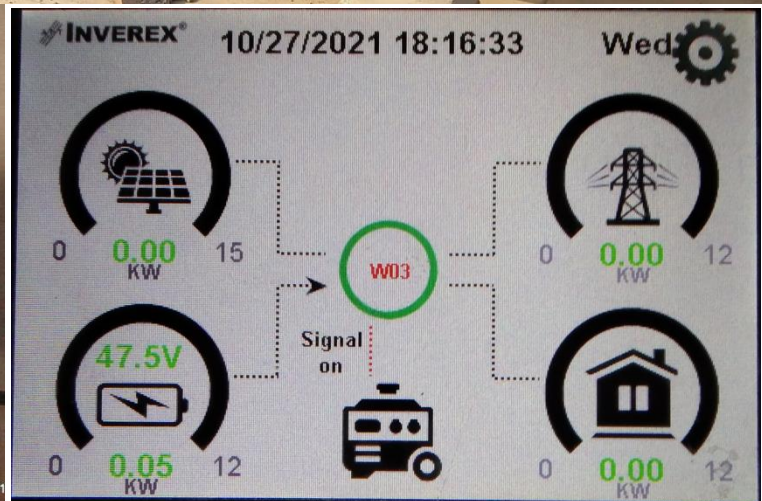 INVEREX®
10/27/2021 18:16:33
Wed
0 0.00 15
KW
0 0.00 12
KW
W03
Signal
on
47.5V
0 0.05 12
KW
0 0.00 12
KW
1